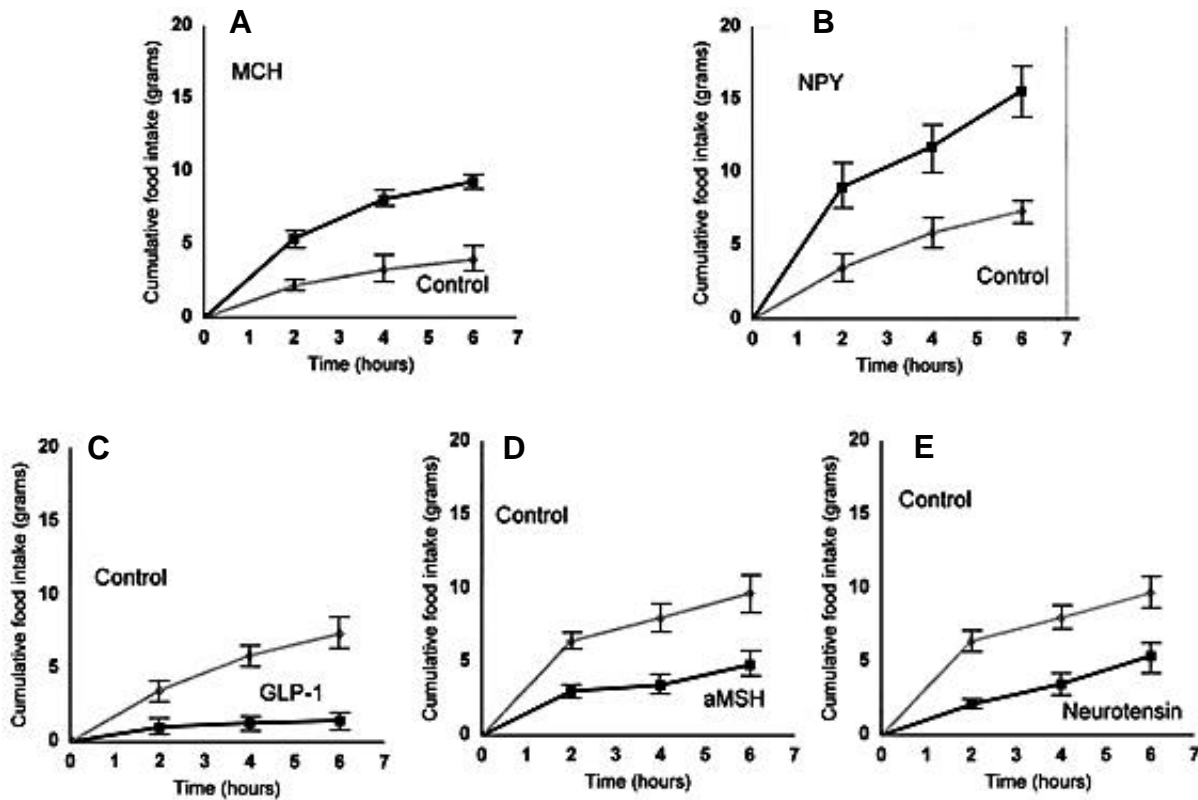 A
Cumulative food intake (grams)
20
15
10
5
0
MCH
Control
0 1 2 3 4 5 6 7
Time (hours)
B
Cumulative food intake (grams)
20
15
10
5
0
NPY
Control
0 1 2 3 4 5 6 7
Time (hours)
C
Cumulative food intake (grams)
20
15
10
5
0
Control
GLP-1
0 1 2 3 4 5 6 7
Time (hours)
D
Cumulative food intake (grams)
20
15
10
5
0
Control
aMSH
0 1 2 3 4 5 6 7
Time (hours)
E
Cumulative food intake (grams)
20
15
10
5
0
Control
Neurotensin
0 1 2 3 4 5 6 7
Time (hours)